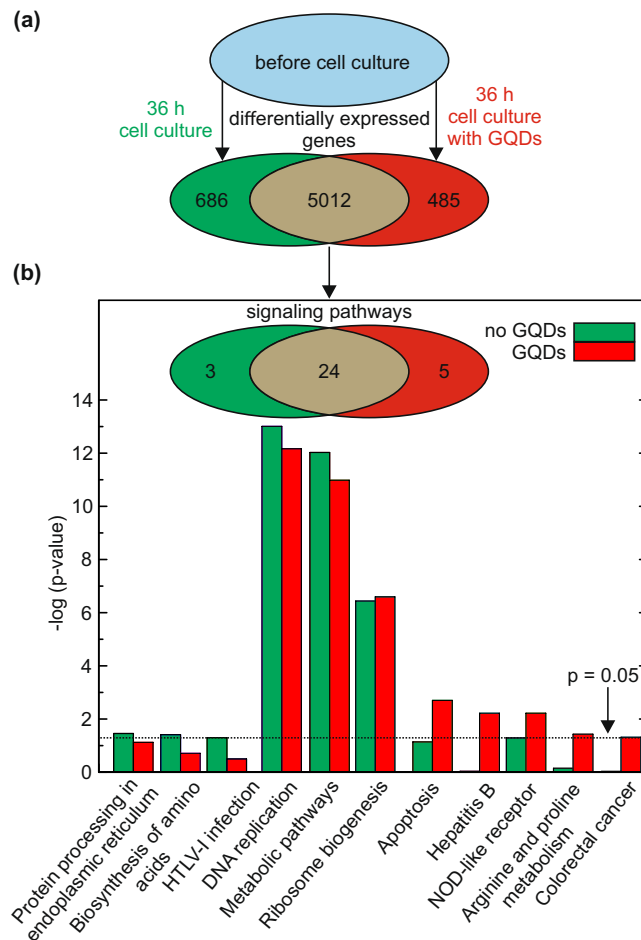 (a)
before cell culture
36 h
cell culture
differentially expressed
genes
36 h
cell culture
with GQDs
686
5012
485
(b)
signaling pathways
no GQDs
GQDs
3
24
5
14
12
10
8
6
4
2
0
-log (p-value)
p = 0.05
Protein processing in
endoplasmic reticulum
Biosynthesis of amino
acids
HTLV-I infection
DNA replication
Metabolic pathways
Ribosome biogenesis
Apoptosis
Hepatitis B
NOD-like receptor
Arginine and proline
metabolism
Colorectal cancer